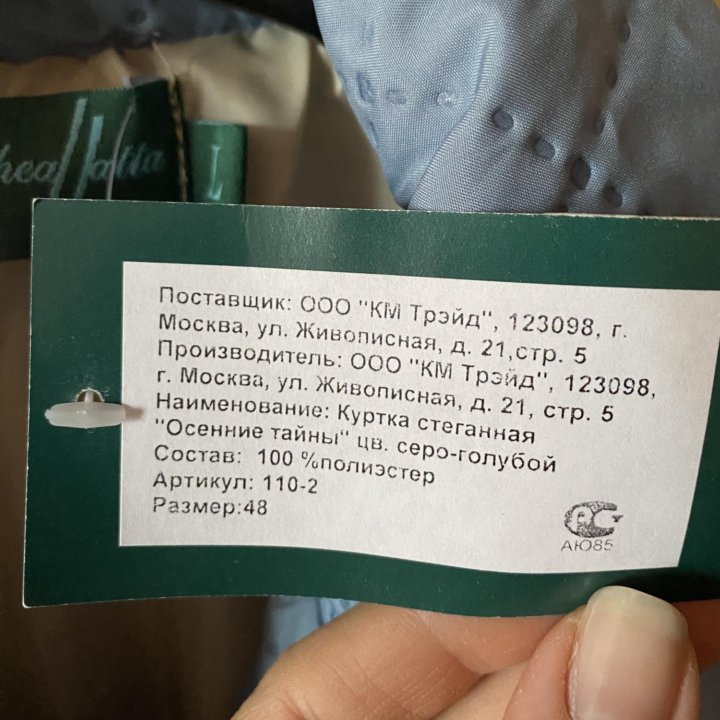 L
Поставщик: ООО "КМ Трэйд", 123098, г.
Москва, ул. Живописная, д. 21,стр. 5
Производитель: ООО "КМ Трэйд", 123098,
г. Москва, ул. Живописная, д. 21, стр. 5
Наименование: Куртка стеганная
"Осенние тайны" цв. серо-голубой
Состав: 100 %полиэстер
Артикул: 110-2
Размер:48
АЮ85